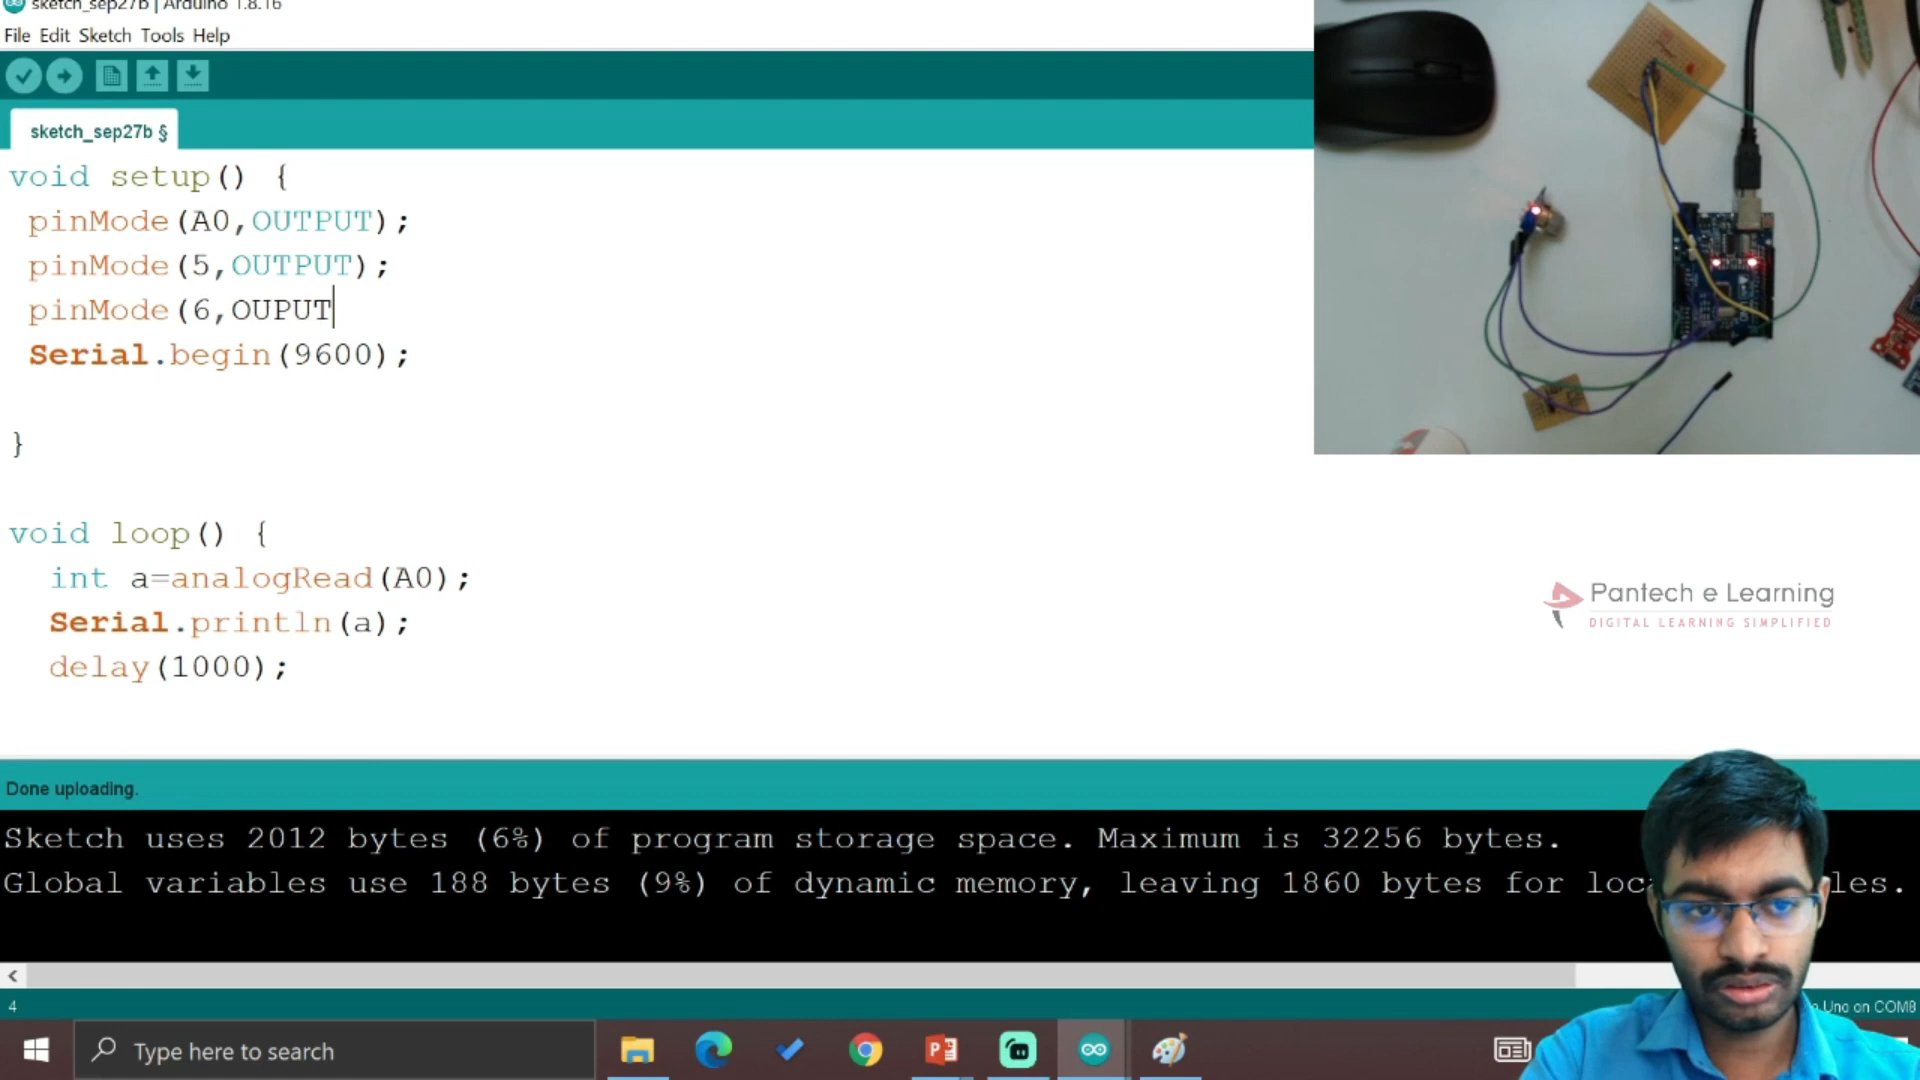 sketch_sep27b | Arduino 1.8.16
File Edit Sketch Tools Help
sketch_sep27b §
void setup() {
pinMode(A0,OUTPUT);
pinMode(5,OUTPUT);
pinMode(6,OUPUT
Serial.begin(9600);
}
void loop() {
int a=analogRead(A0);
Serial.println(a);
delay(1000);
Pantech e Learning
DIGITAL LEARNING SIMPLIFIED
Done uploading.
Sketch uses 2012 bytes (6%) of program storage space. Maximum is 32256 bytes.
Global variables use 188 bytes (9%) of dynamic memory, leaving 1860 bytes for
4
Uno on COM8
Type here to search